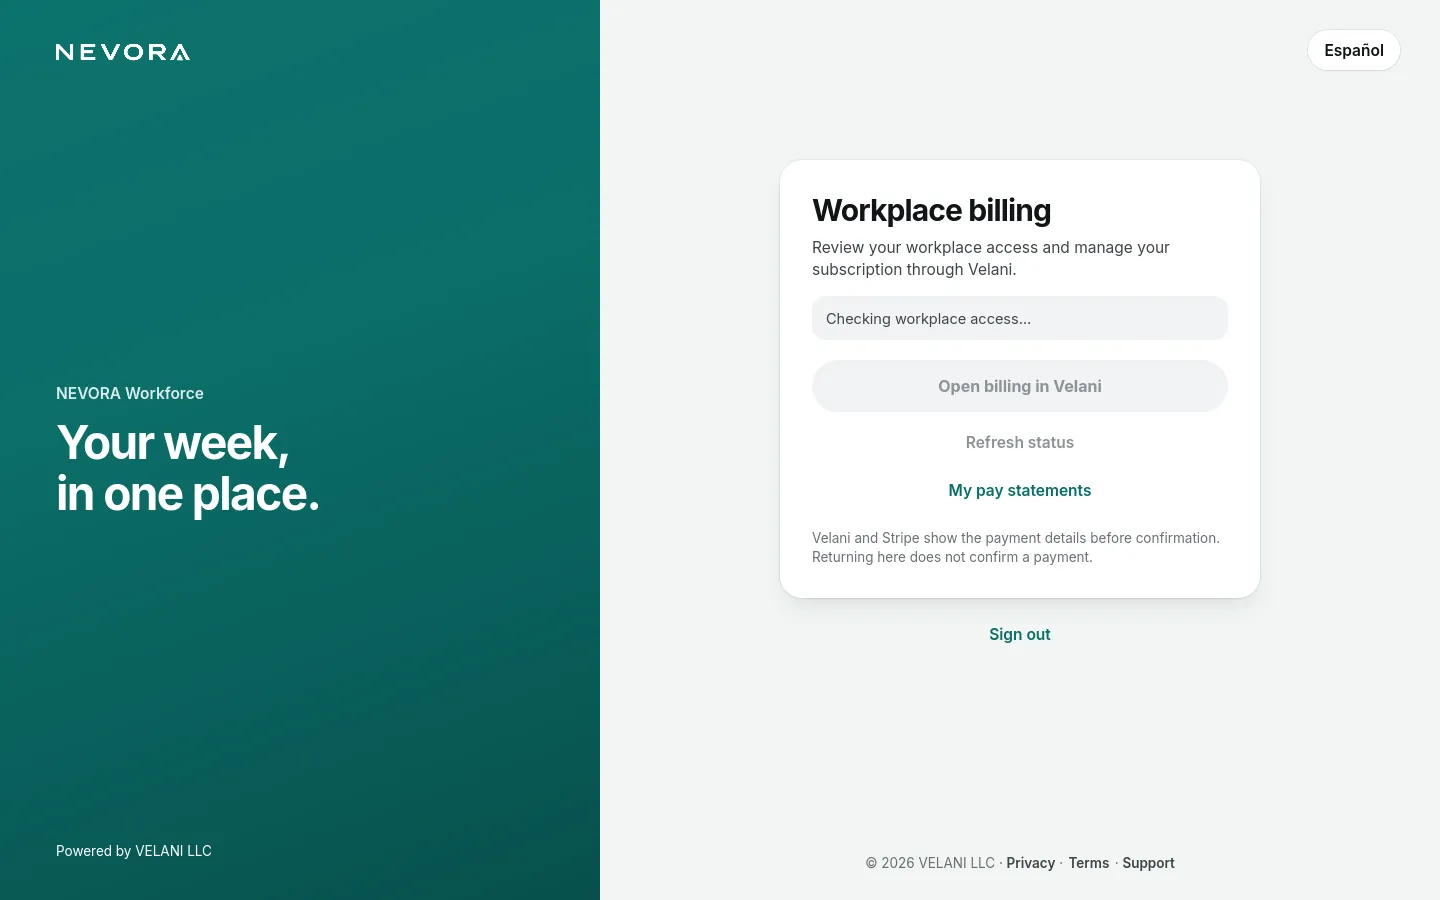 NEVORA
Español
Workplace billing
Review your workplace access and manage your
subscription through Velani.
Checking workplace access...
Open billing in Velani
Refresh status
My pay statements
Velani and Stripe show the payment details before confirmation.
Returning here does not confirm a payment.
Sign out
NEVORA Workforce
Your week,
in one place.
Powered by VELANI LLC
© 2026 VELANI LLC · Privacy · Terms · Support